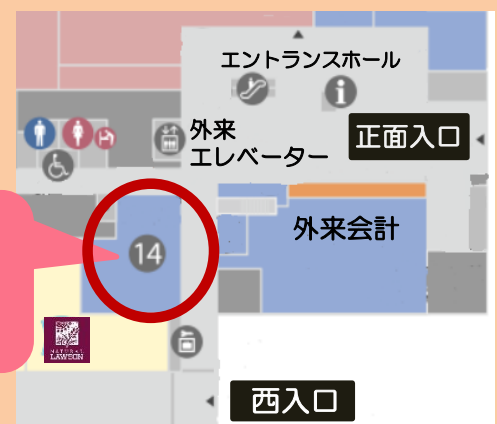 エントランスホール
外来
エレベーター
正面入口
外来会計
14
NATURAL
LAWSON
西入口